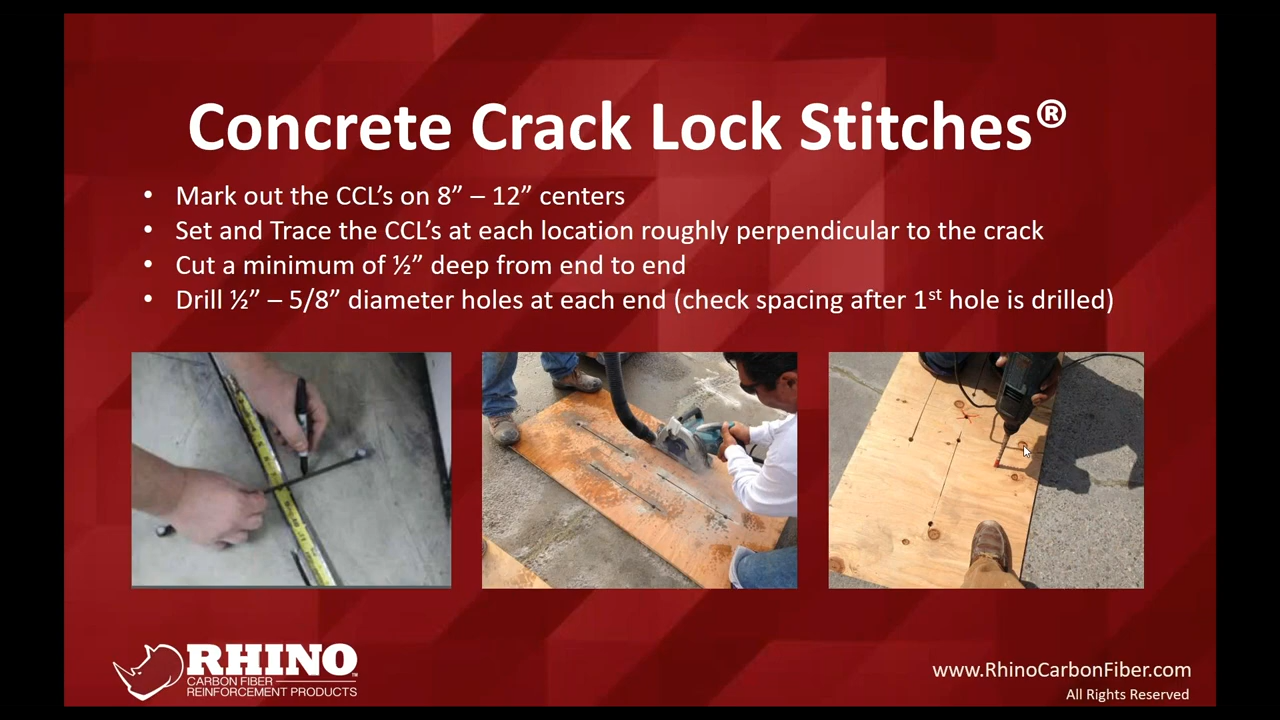 Concrete Crack Lock Stitches®
• Mark out the CCL’s on 8” – 12” centers
• Set and Trace the CCL’s at each location roughly perpendicular to the crack
• Cut a minimum of ½” deep from end to end
• Drill ½” – 5/8” diameter holes at each end (check spacing after 1st hole is drilled)
RHINO™
CARBON FIBER
REINFORCEMENT PRODUCTS
www.RhinoCarbonFiber.com
All Rights Reserved